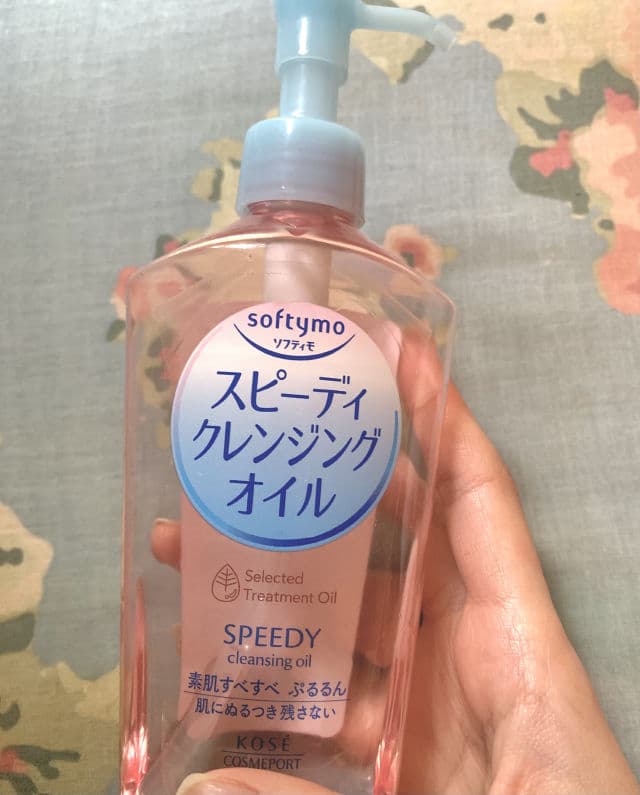 softymo
ソフティモ
スピーディ
クレンジング
オイル
Selected
Treatment Oil
SPEEDY
cleansing oil
素肌すべすべ ぷるるん
肌にぬるつき残さない
KOSÉ
COSMEPORT